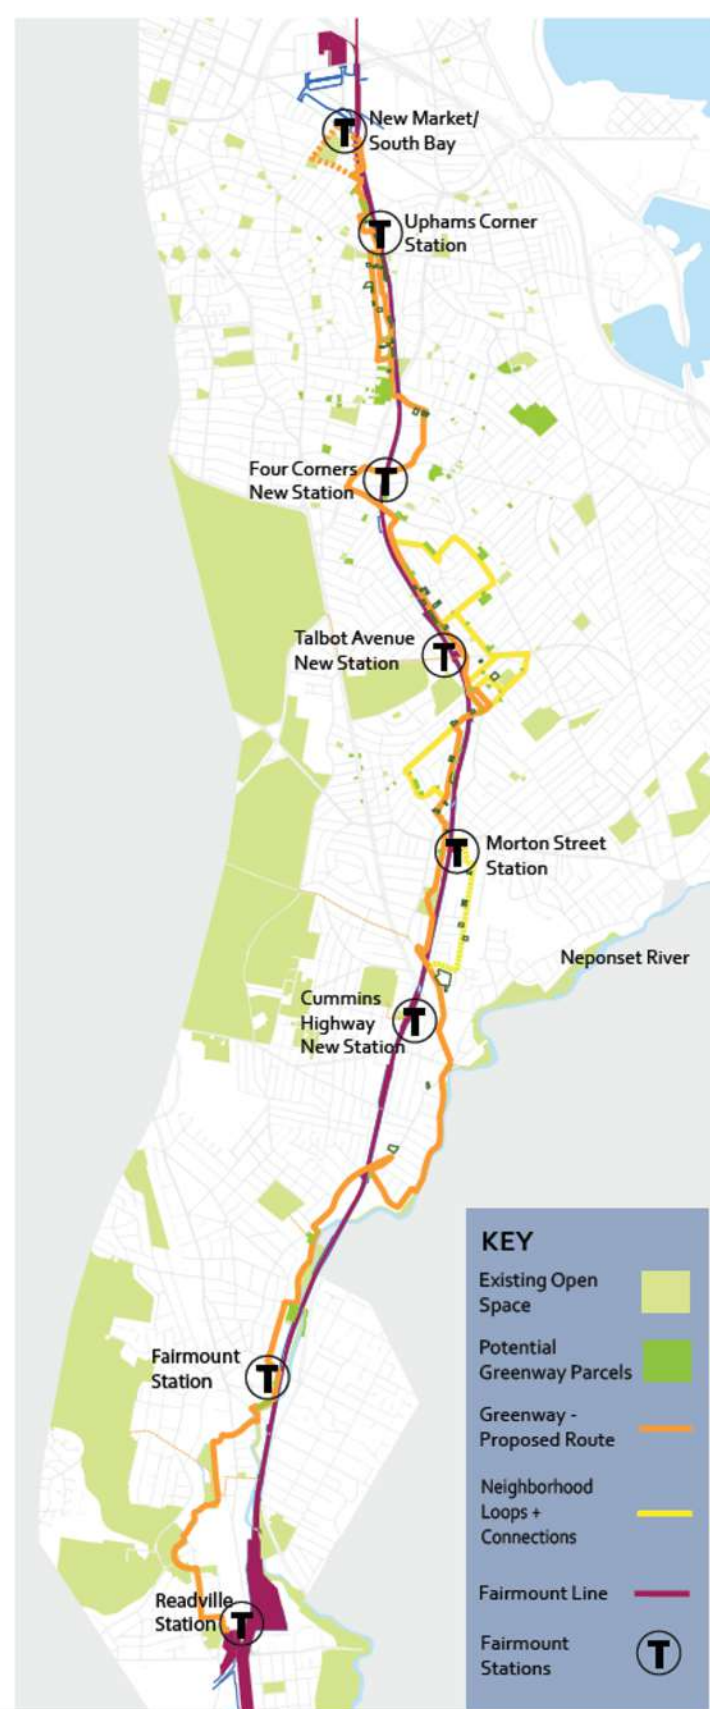 T
New Market/
South Bay
T
Uphams Corner
Station
Four Corners
New Station
T
Talbot Avenue
New Station
T
T
Morton Street
Station
Neponset River
Cummins
Highway
New Station
T
KEY
Existing Open
Space
Potential
Greenway Parcels
Greenway -
Proposed Route
Neighborhood
Loops +
Connections
Fairmount Line
Fairmount
Stations
T
Fairmount
Station
T
Readville
Station
T